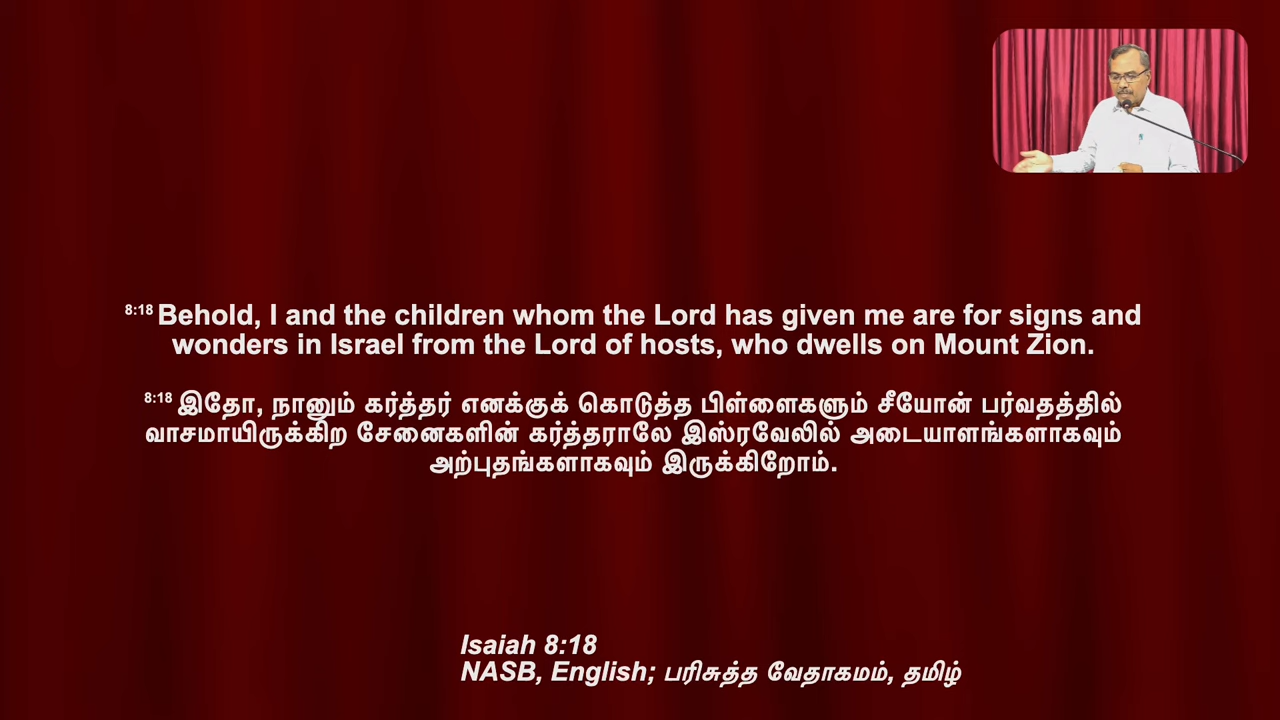 8:18 Behold, I and the children whom the Lord has given me are for signs and
wonders in Israel from the Lord of hosts, who dwells on Mount Zion.
8:18 இதோ, நானும் கர்த்தர் எனக்குக் கொடுத்த பிள்ளைகளும் சீயோன் பர்வதத்தில்
வாசமாயிருக்கிற சேனைகளின் கர்த்தராலே இஸ்ரவேலில் அடையாளங்களாகவும்
அற்புதங்களாகவும் இருக்கிறோம்.
Isaiah 8:18
NASB, English; பரிசுத்த வேதாகமம், தமிழ்